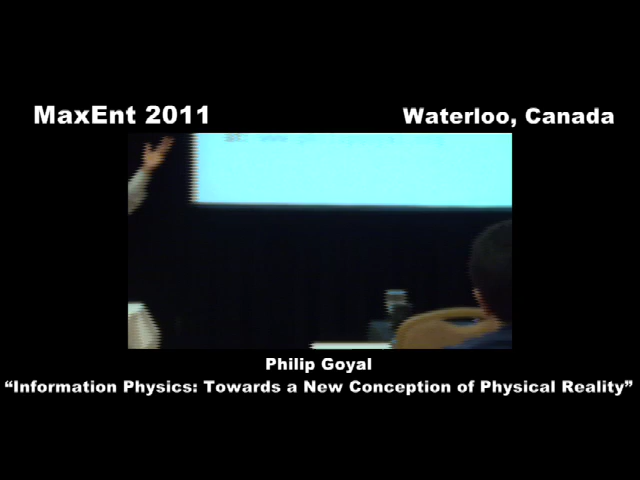 MaxEnt 2011
Waterloo, Canada
Philip Goyal
“Information Physics: Towards a New Conception of Physical Reality”